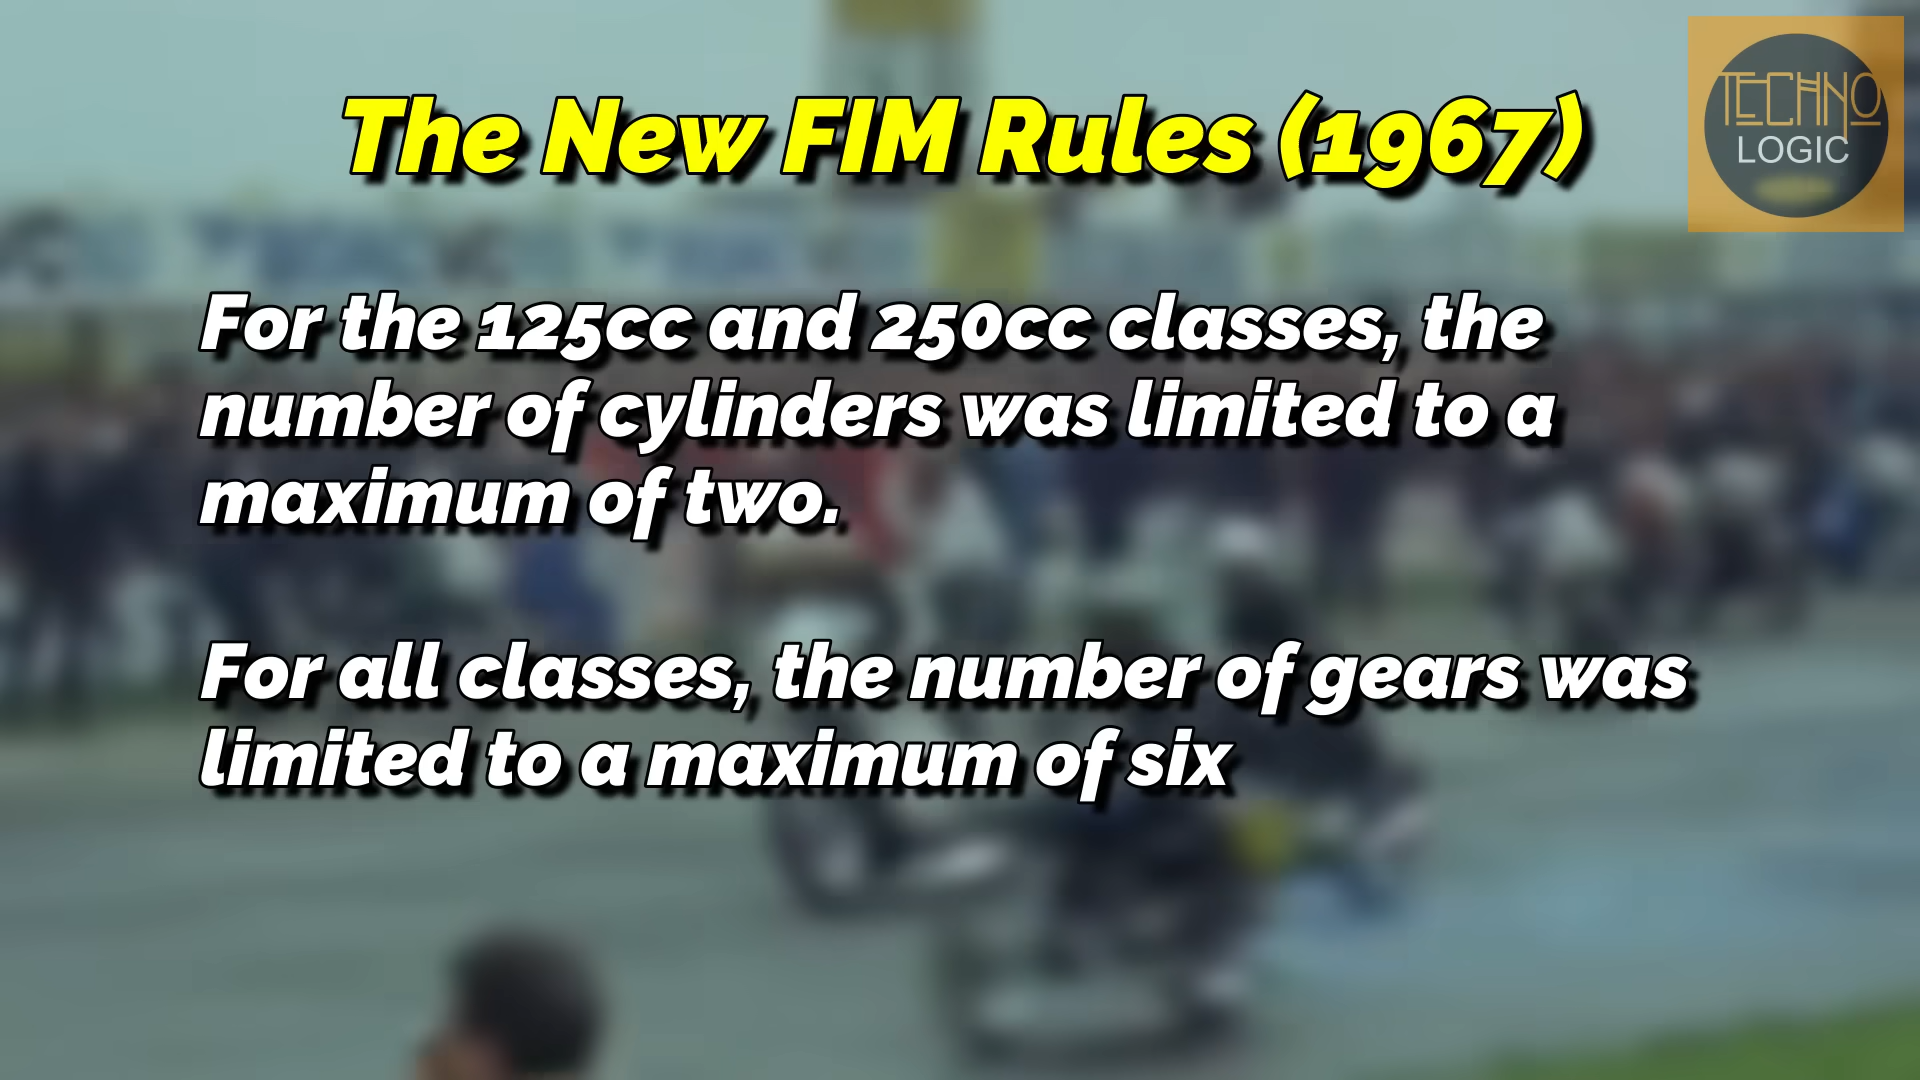 The New FIM Rules (1967)
TECHNO
LOGIC
For the 125cc and 250cc classes, the
number of cylinders was limited to a
maximum of two.
For all classes, the number of gears was
limited to a maximum of six